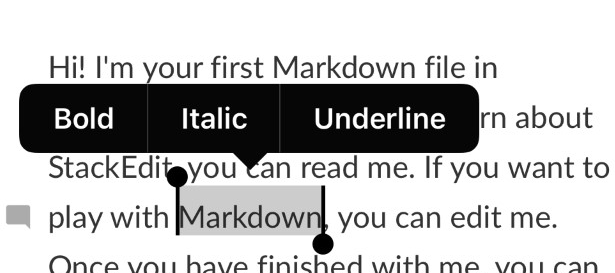 Hi! I'm your first Markdown file in
Bold Italic Underline
rn about
StackEdit, you can read me. If you want to
play with Markdown, you can edit me.
Once you have finished with me, you can